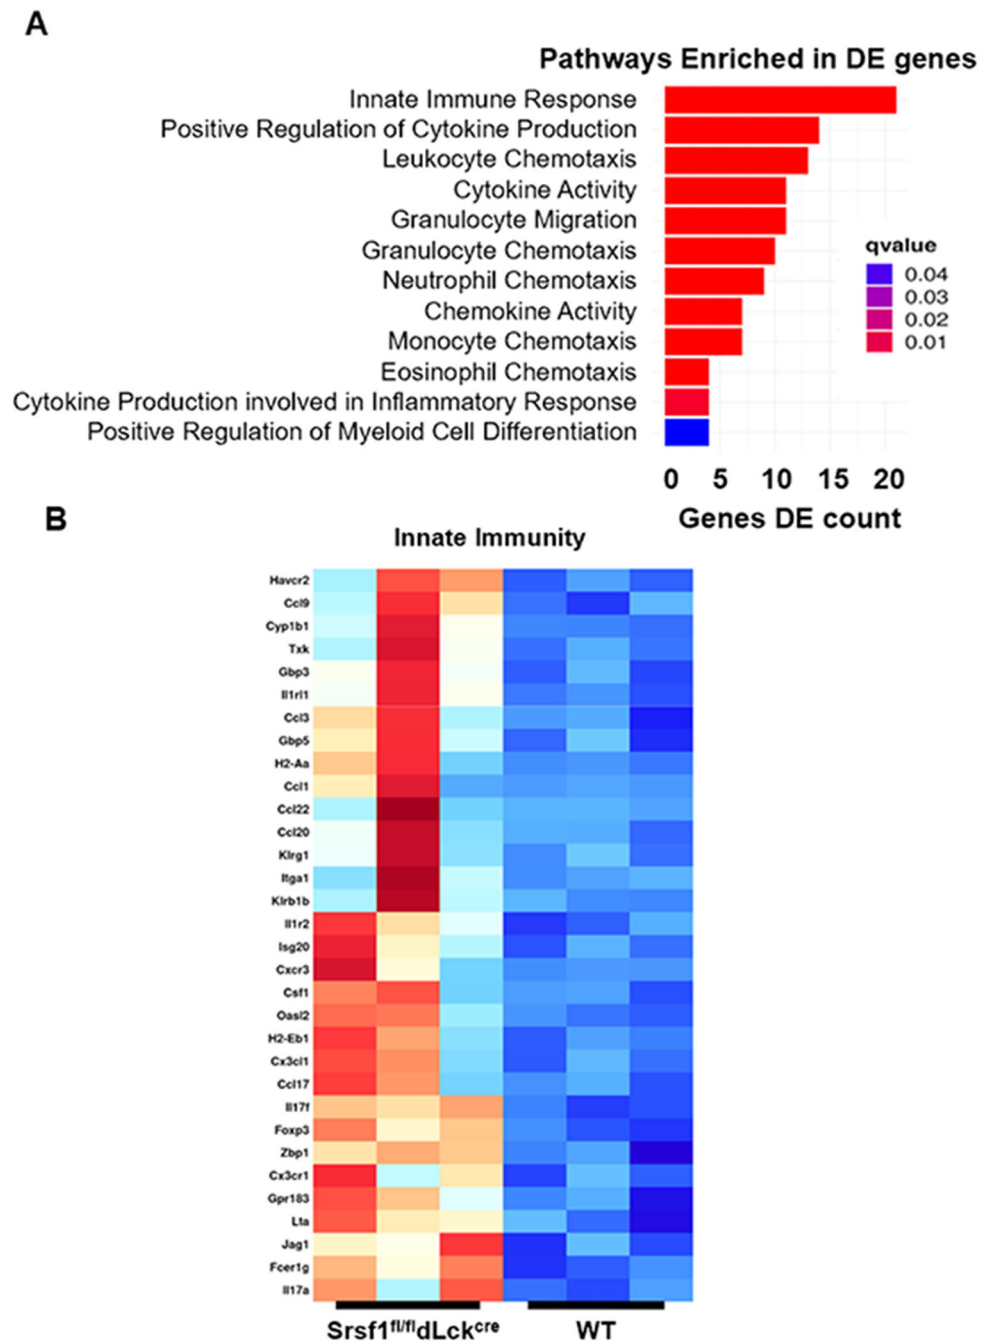 A
Pathways Enriched in DE genes
Innate Immune Response
Positive Regulation of Cytokine Production
Leukocyte Chemotaxis
Cytokine Activity
Granulocyte Migration
Granulocyte Chemotaxis
Neutrophil Chemotaxis
Chemokine Activity
Monocyte Chemotaxis
Eosinophil Chemotaxis
Cytokine Production involved in Inflammatory Response
Positive Regulation of Myeloid Cell Differentiation
qvalue
0.04
0.03
0.02
0.01
0 5 10 15 20
Genes DE count
B
Innate Immunity
Havcr2
Ccl9
Cyp1b1
Txk
Gbp3
Il1rl1
Ccl3
Gbp5
H2-Aa
Ccl1
Ccl22
Ccl20
Klrg1
Itga1
Klrb1b
Il1r2
Isg20
Cxcr3
Csf1
Oasl2
H2-Eb1
Cx3cl1
Ccl17
Il17f
Foxp3
Zbp1
Cx3cr1
Gpr183
Lta
Jag1
Fcer1g
Il17a
Srsf1fl/fldLckcre WT